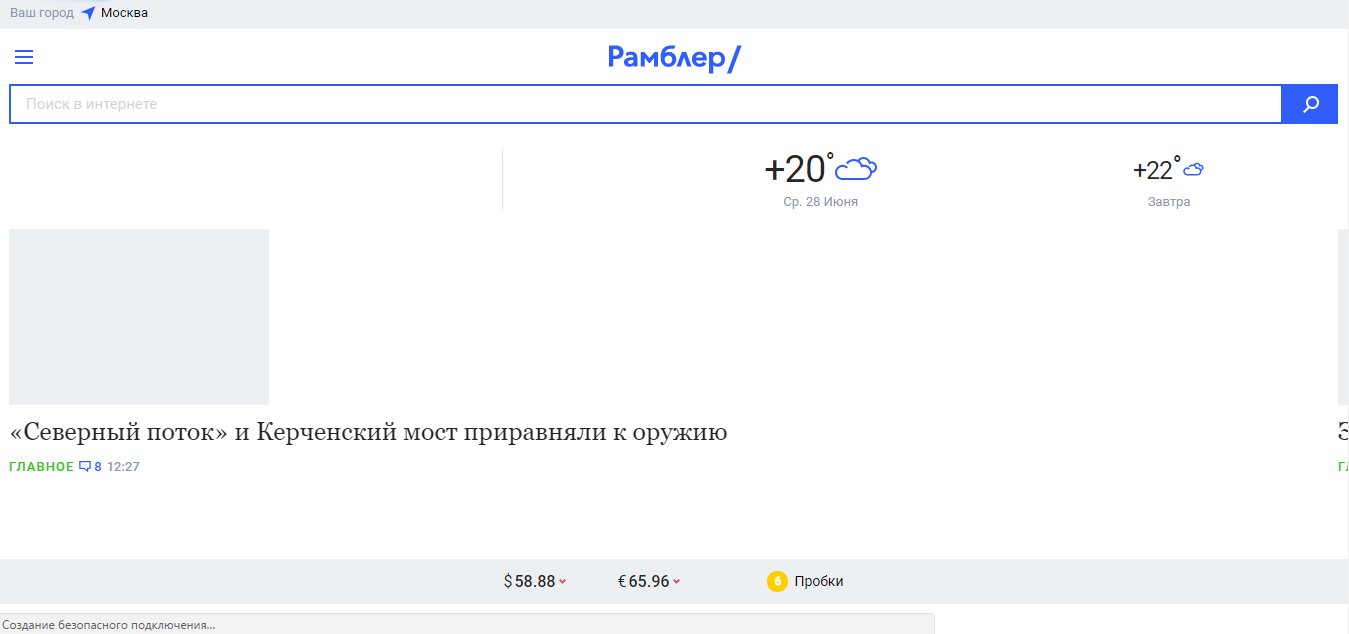 Ваш город Москва
Рамблер/
Поиск в интернете
+20° +22°
Ср. 28 Июня Завтра
«Северный поток» и Керченский мост приравняли к оружию
ГЛАВНОЕ 8 12:27
$ 58.88 € 65.96 6 Пробки
Создание безопасного подключения...